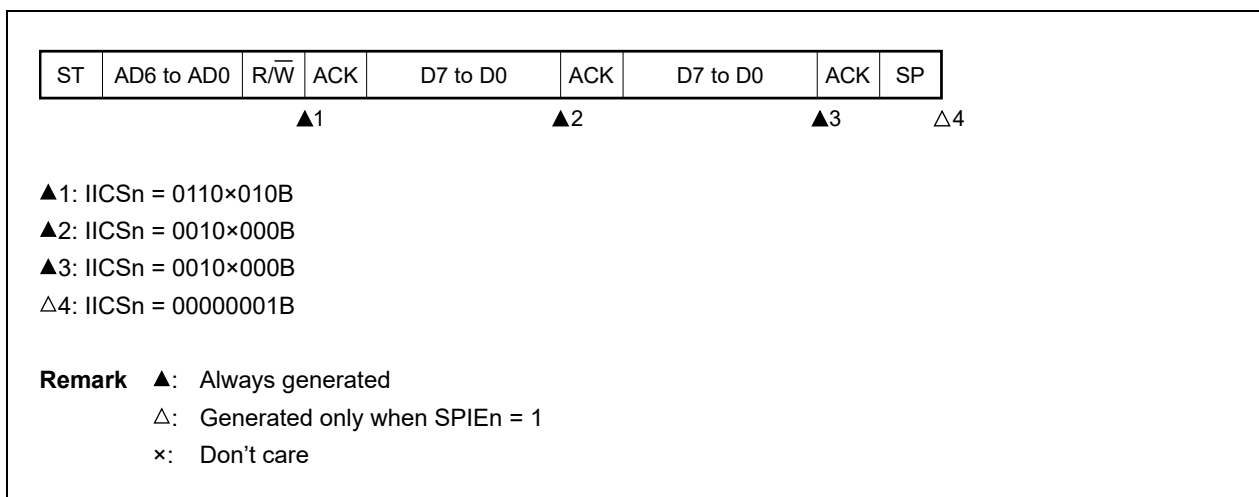 ST AD6 to AD0 R/W̅ ACK D7 to D0 ACK D7 to D0 ACK SP
▲1 ▲2 ▲3 △4
▲1: IICSn = 0110×010B
▲2: IICSn = 0010×000B
▲3: IICSn = 0010×000B
△4: IICSn = 00000001B
Remark ▲: Always generated
△: Generated only when SPIEn = 1
×: Don’t care